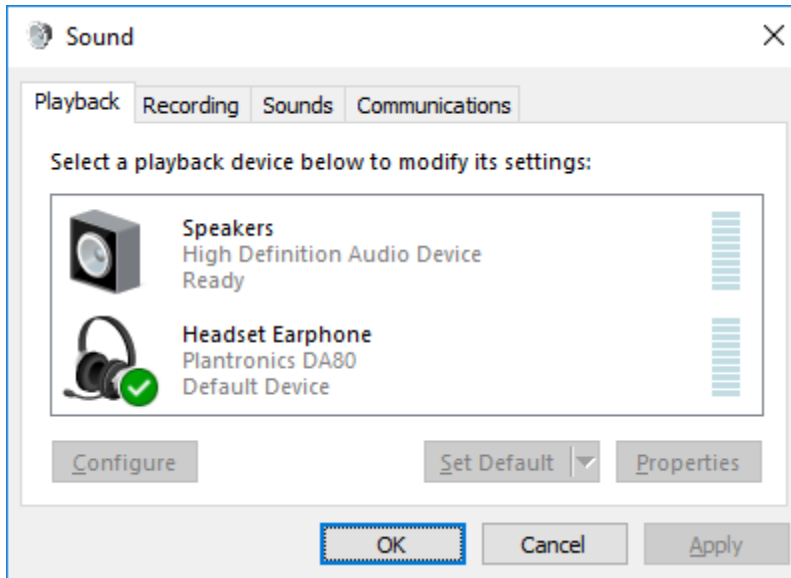 Sound
Playback Recording Sounds Communications
Select a playback device below to modify its settings:
Speakers
High Definition Audio Device
Ready
Headset Earphone
Plantronics DA80
Default Device
Configure Set Default Properties
OK Cancel Apply